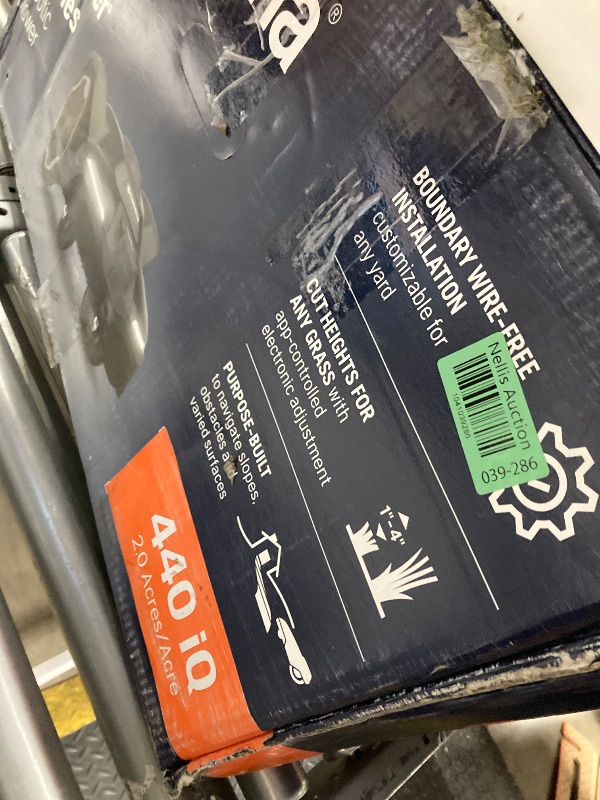 a®
BOUNDARY WIRE-FREE
INSTALLATION
customizable for
any yard
CUT HEIGHTS FOR
ANY GRASS with
app-controlled
electronic adjustment
1"- 4"
PURPOSE-BUILT
to navigate slopes,
obstacles
varied surfaces
440 iQ
2.0 Acres/Acre
Nellis Auction
1041039286
039-286